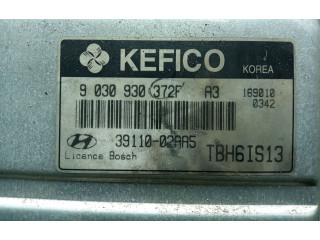 KEFICO
KOREA
9 030 930 372F A3 169010
0342
39110-02AA5
Licence Bosch TBH6IS13